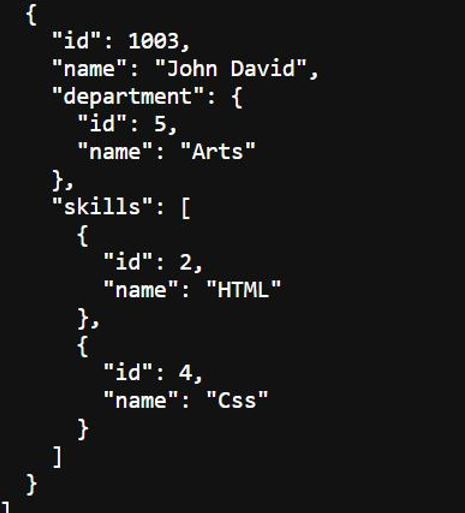 {
"id": 1003,
"name": "John David",
"department": {
"id": 5,
"name": "Arts"
},
"skills": [
{
"id": 2,
"name": "HTML"
},
{
"id": 4,
"name": "Css"
}
]
}
]